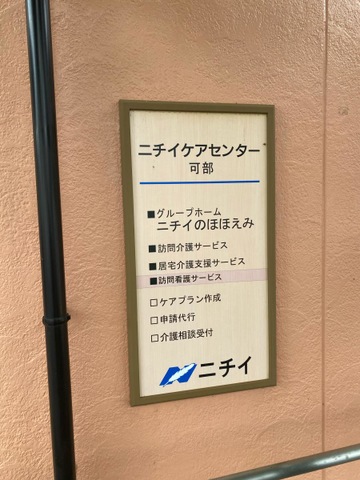 ニチイケアセンター
可部
■グループホーム
ニチイのほほえみ
■訪問介護サービス
■居宅介護支援サービス
■訪問看護サービス
□ケアプラン作成
□申請代行
□介護相談受付
ニチイ